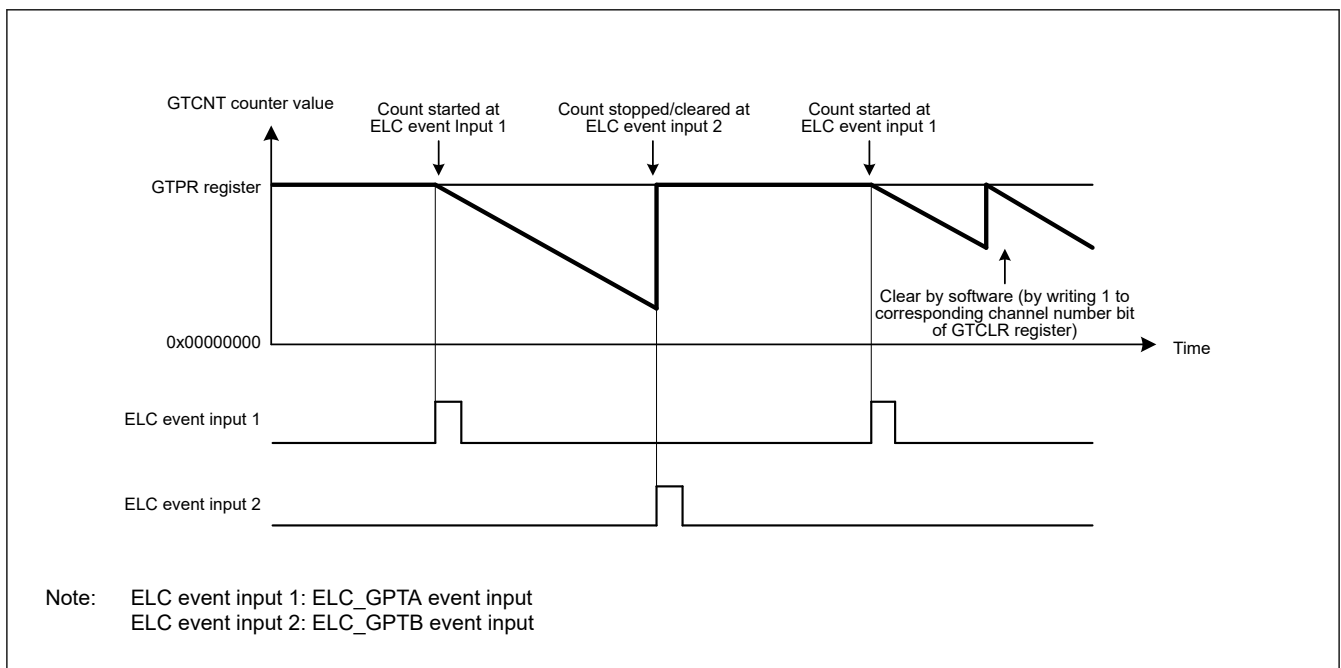 GTCNT counter value
Count started at
ELC event Input 1
Count stopped/cleared at
ELC event input 2
Count started at
ELC event input 1
GTPR register
Clear by software (by writing 1 to
corresponding channel number bit
of GTCLR register)
0x00000000
Time
ELC event input 1
ELC event input 2
Note: ELC event input 1: ELC_GPTA event input
ELC event input 2: ELC_GPTB event input